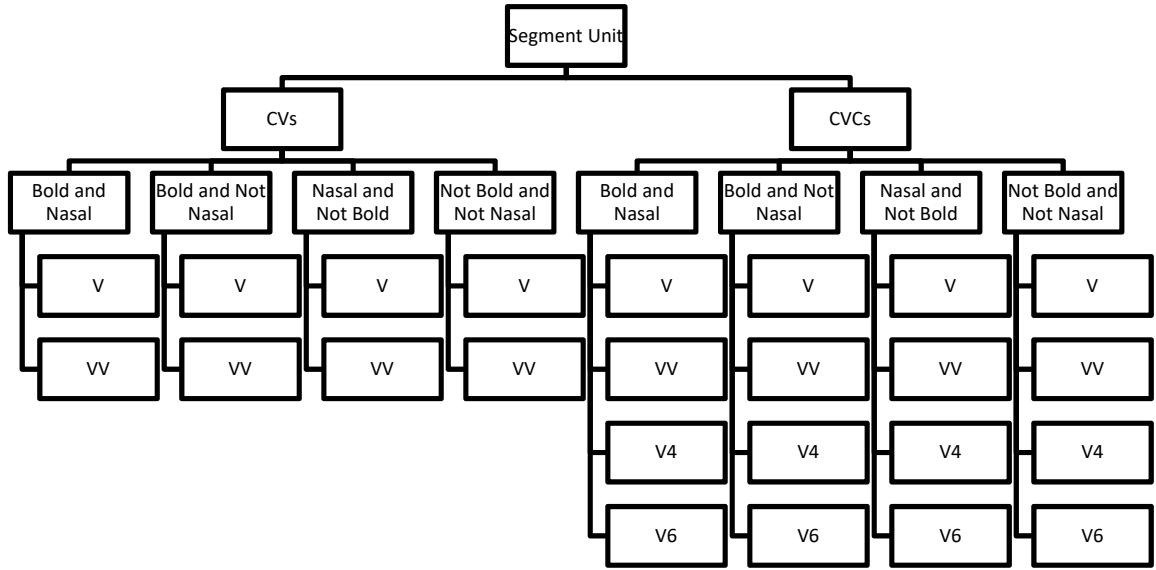 Segment Unit
CVs
CVCs
Bold and
Nasal
Bold and Not
Nasal
Nasal and
Not Bold
Not Bold and
Not Nasal
Bold and
Nasal
Bold and Not
Nasal
Nasal and
Not Bold
Not Bold and
Not Nasal
V
V
V
V
V
V
V
V
VV
VV
VV
VV
VV
VV
VV
VV
V4
V4
V4
V4
V6
V6
V6
V6